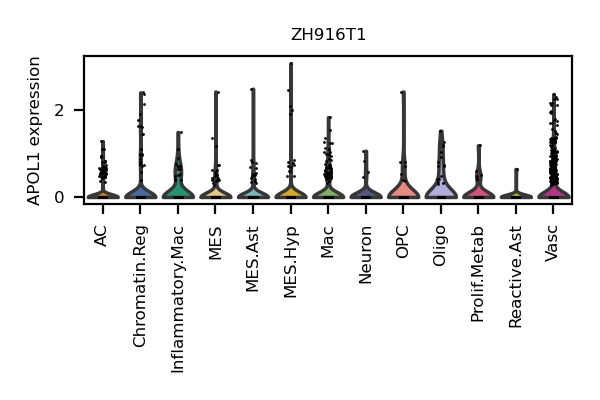 ZH916T1
APOL1 expression
2
0
AC
Chromatin.Reg
Inflammatory.Mac
MES
MES.Ast
MES.Hyp
Mac
Neuron
OPC
Oligo
Prolif.Metab
Reactive.Ast
Vasc